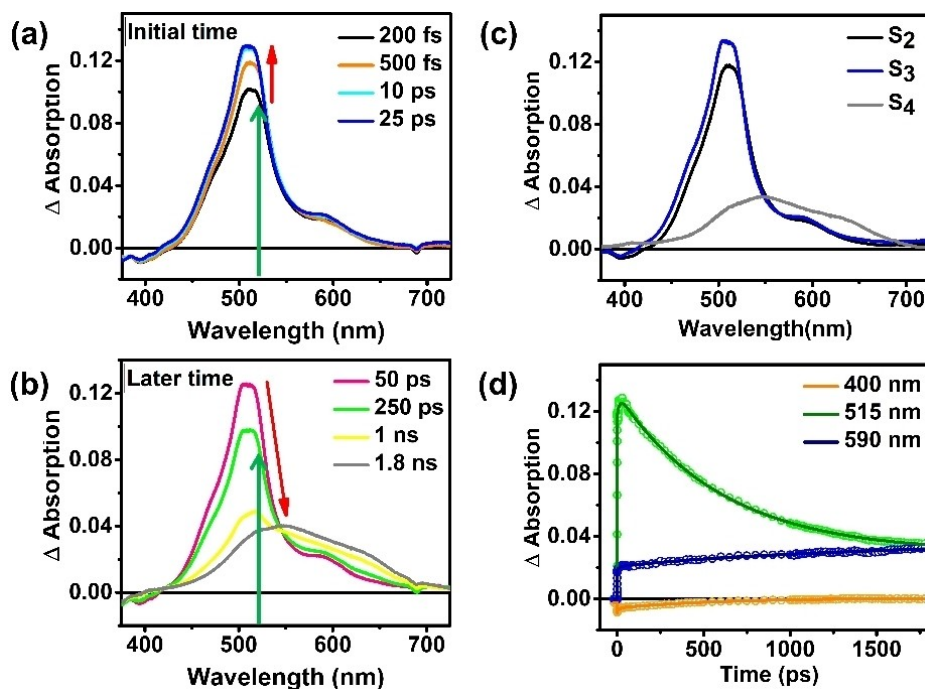 (a)
Initial time
200 fs
500 fs
10 ps
25 ps
0.12
0.08
0.04
0.00
Δ Absorption
400 500 600 700
Wavelength (nm)
(c)
S2
S3
S4
0.12
0.08
0.04
0.00
Δ Absorption
400 500 600 700
Wavelength(nm)
(b)
Later time
50 ps
250 ps
1 ns
1.8 ns
0.12
0.08
0.04
0.00
Δ Absorption
400 500 600 700
Wavelength (nm)
(d)
400 nm
515 nm
590 nm
0.12
0.08
0.04
0.00
Δ Absorption
0 500 1000 1500
Time (ps)